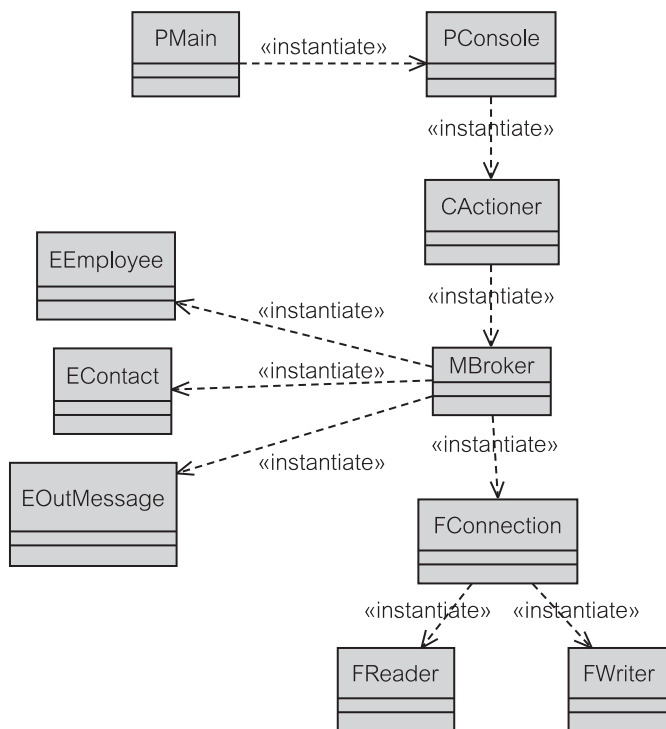 PMain
«instantiate»
PConsole
«instantiate»
CActioner
EEmployee
«instantiate»
«instantiate»
MBroker
EContact
«instantiate»
«instantiate»
«instantiate»
EOutMessage
FConnection
«instantiate»
«instantiate»
FReader
FWriter